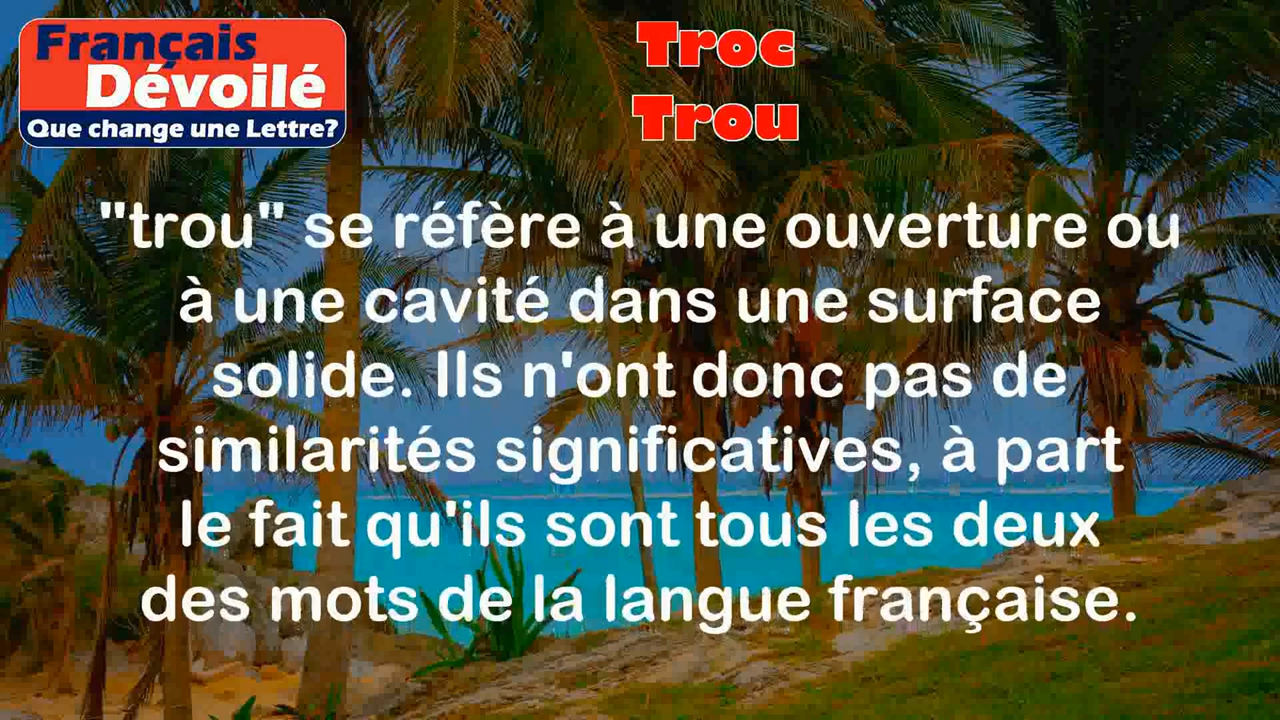 Français
Dévoilé
Que change une Lettre?
Troc
Trou
"trou" se réfère à une ouverture ou
à une cavité dans une surface
solide. Ils n'ont donc pas de
similarités significatives, à part
le fait qu'ils sont tous les deux
des mots de la langue française.